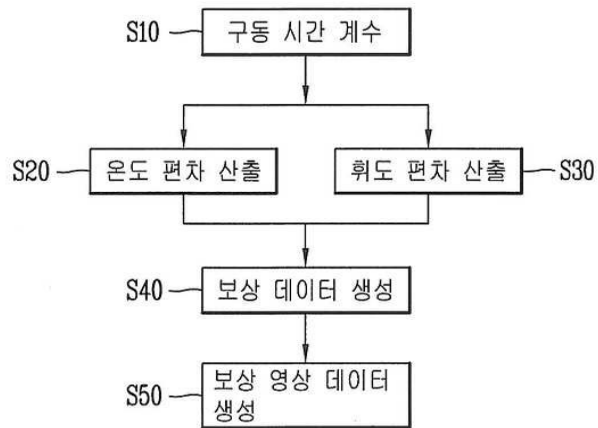 S10 구동 시간 계수
S20 온도 편차 산출 휘도 편차 산출 S30
S40 보상 데이터 생성
S50 보상 영상 데이터
생성